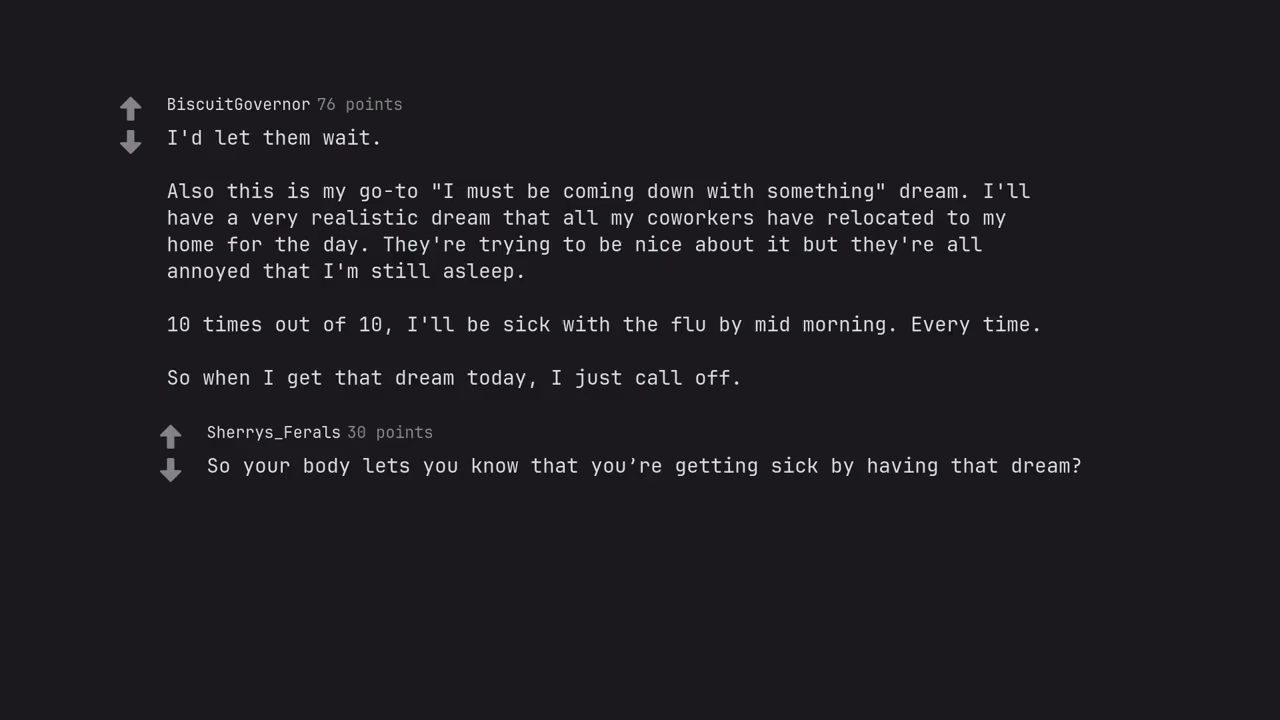 BiscuitGovernor 76 points
I'd let them wait.
Also this is my go-to "I must be coming down with something" dream. I'll
have a very realistic dream that all my coworkers have relocated to my
home for the day. They're trying to be nice about it but they're all
annoyed that I'm still asleep.
10 times out of 10, I'll be sick with the flu by mid morning. Every time.
So when I get that dream today, I just call off.
Sherrys_Ferals 30 points
So your body lets you know that you’re getting sick by having that dream?